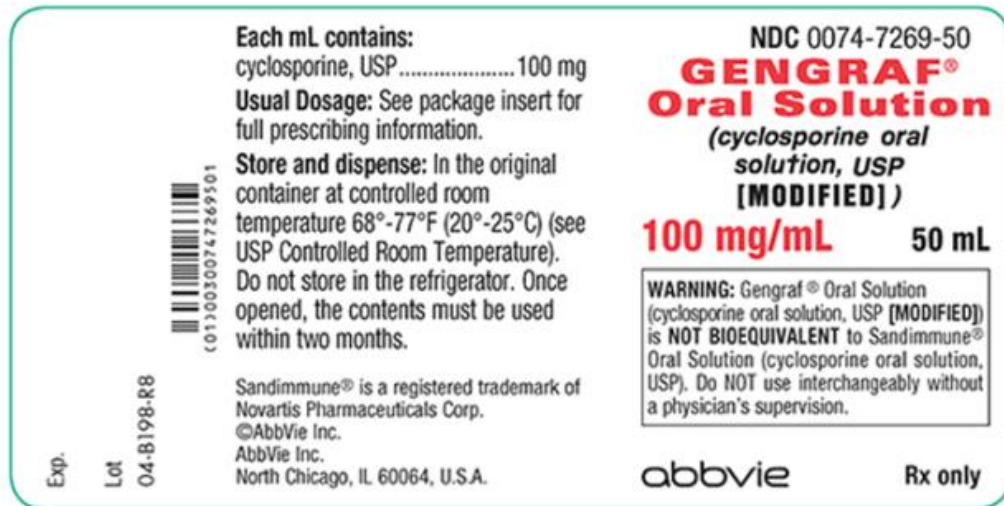 Exp.
Lot
04-B198-R8
(01)00300747269501
Each mL contains:
cyclosporine, USP....................100 mg
Usual Dosage: See package insert for
full prescribing information.
Store and dispense: In the original
container at controlled room
temperature 68°-77°F (20°-25°C) (see
USP Controlled Room Temperature).
Do not store in the refrigerator. Once
opened, the contents must be used
within two months.
Sandimmune® is a registered trademark of
Novartis Pharmaceuticals Corp.
©AbbVie Inc.
AbbVie Inc.
North Chicago, IL 60064, U.S.A.
NDC 0074-7269-50
GENGRAF®
Oral Solution
(cyclosporine oral
solution, USP
[MODIFIED])
100 mg/mL 50 mL
WARNING: Gengraf® Oral Solution
(cyclosporine oral solution, USP [MODIFIED])
is NOT BIOEQUIVALENT to Sandimmune®
Oral Solution (cyclosporine oral solution,
USP). Do NOT use interchangeably without
a physician's supervision.
abbvie Rx only